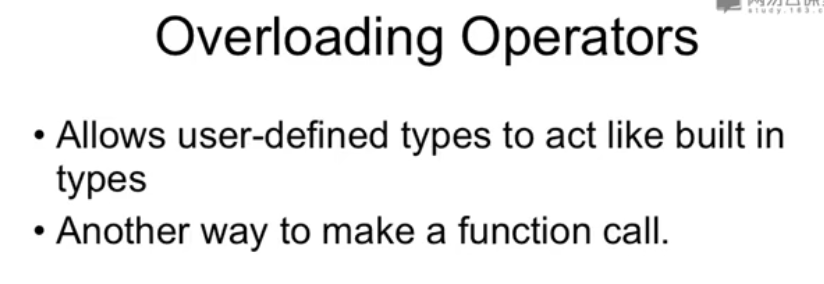 Overloading Operators
• Allows user-defined types to act like built in
types
• Another way to make a function call.